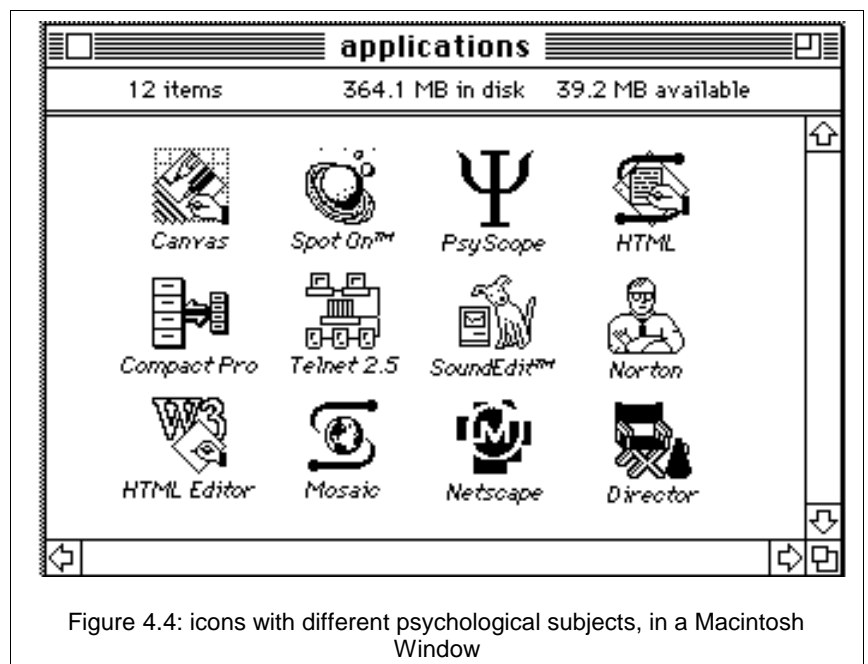 applications
12 items 364.1 MB in disk 39.2 MB available
Canvas Spot On™ PsyScope HTML
Compact Pro Telnet 2.5 SoundEdit™ Norton
W3
HTML Editor Mosaic Netscape Director
Figure 4.4: icons with different psychological subjects, in a Macintosh
Window